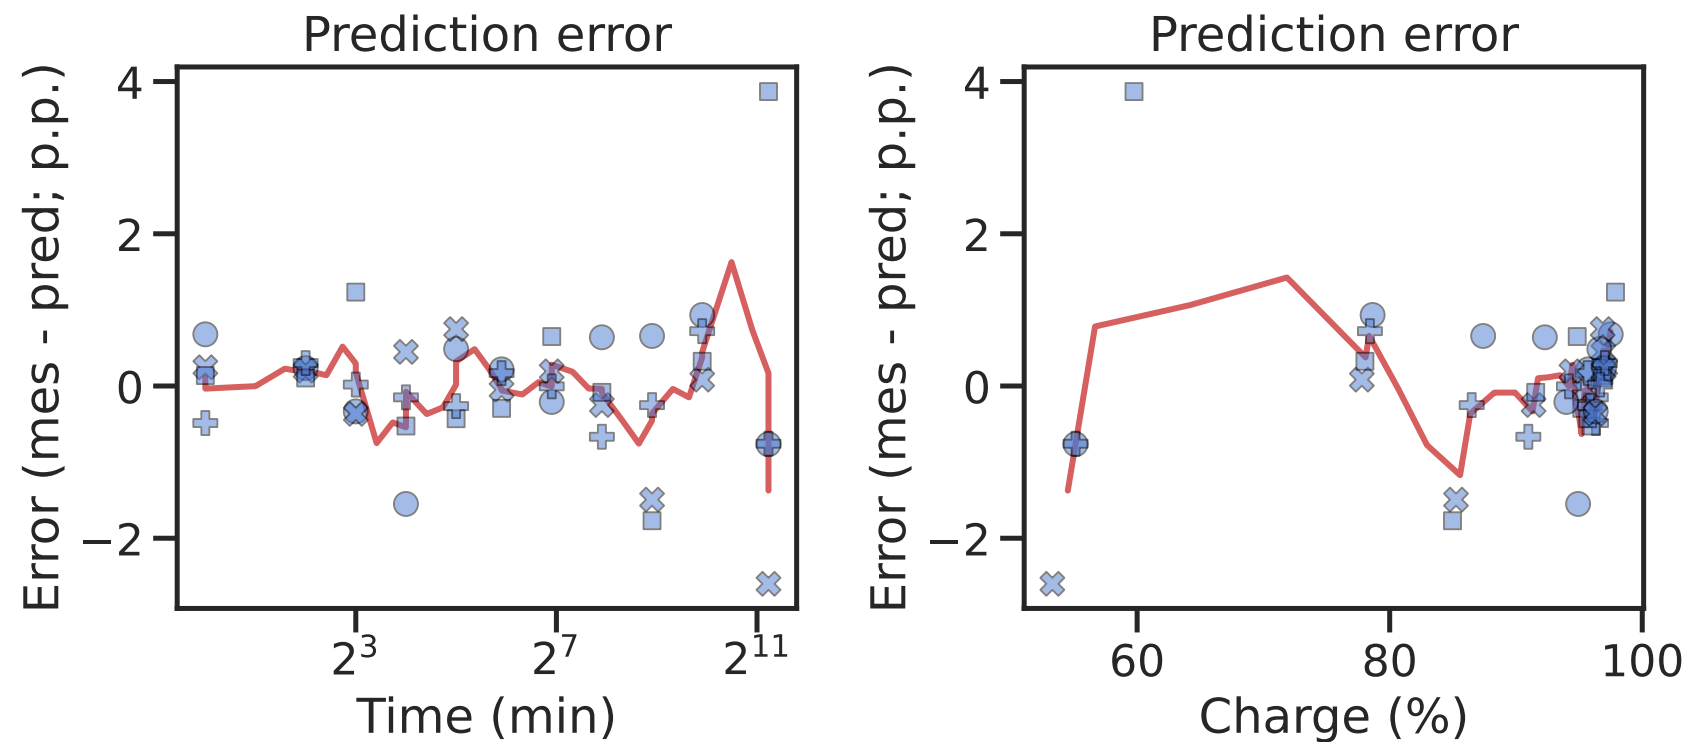 Prediction error
4
2
0
−2
Error (mes - pred; p.p.)
2^3
2^7
2^11
Time (min)
Prediction error
4
2
0
−2
Error (mes - pred; p.p.)
60
80
100
Charge (%)